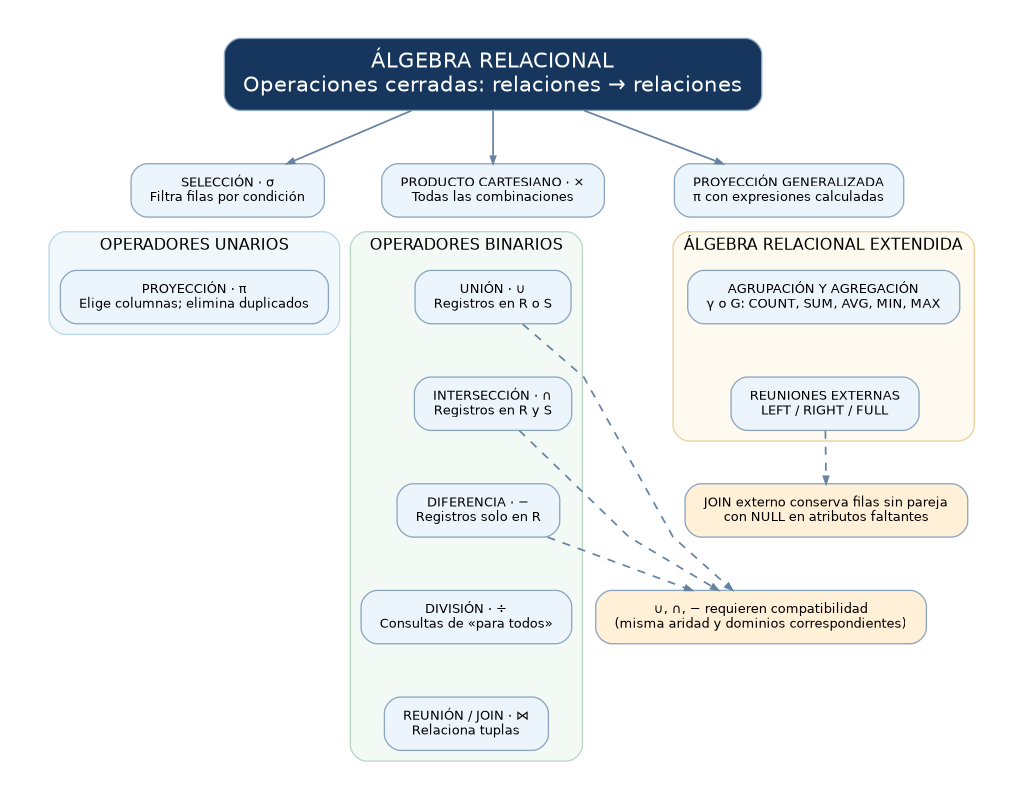 ÁLGEBRA RELACIONAL
Operaciones cerradas: relaciones → relaciones
SELECCIÓN · σ
Filtra filas por condición
PRODUCTO CARTESIANO · ×
Todas las combinaciones
PROYECCIÓN GENERALIZADA
π con expresiones calculadas
OPERADORES UNARIOS
PROYECCIÓN · π
Elige columnas; elimina duplicados
OPERADORES BINARIOS
UNIÓN · ∪
Registros en R o S
INTERSECCIÓN · ∩
Registros en R y S
DIFERENCIA · −
Registros solo en R
DIVISIÓN · ÷
Consultas de «para todos»
REUNIÓN / JOIN · ⋈
Relaciona tuplas
ÁLGEBRA RELACIONAL EXTENDIDA
AGRUPACIÓN Y AGREGACIÓN
γ o G: COUNT, SUM, AVG, MIN, MAX
REUNIONES EXTERNAS
LEFT / RIGHT / FULL
JOIN externo conserva filas sin pareja
con NULL en atributos faltantes
∪, ∩, − requieren compatibilidad
(misma aridad y dominios correspondientes)